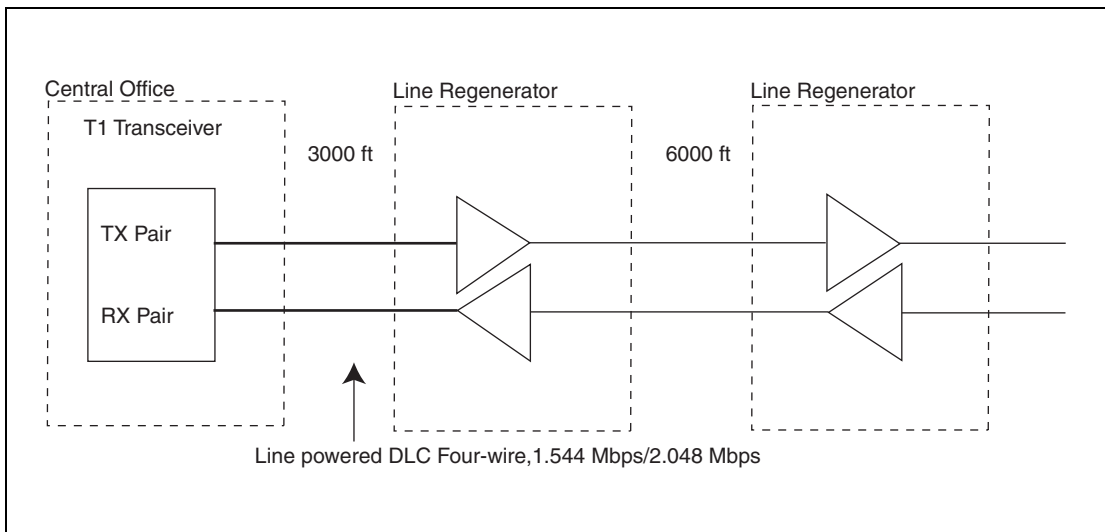 Central Office
T1 Transceiver
TX Pair
RX Pair
3000 ft
Line Regenerator
6000 ft
Line Regenerator
Line powered DLC Four-wire,1.544 Mbps/2.048 Mbps